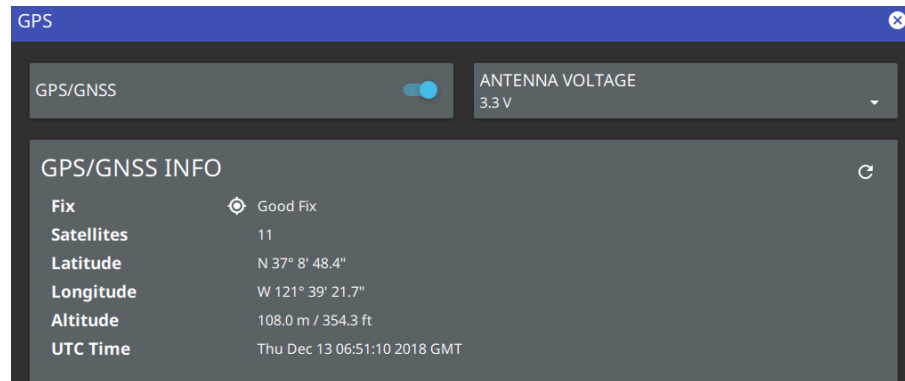 GPS
GPS/GNSS
ANTENNA VOLTAGE
3.3 V
GPS/GNSS INFO
Fix Good Fix
Satellites 11
Latitude N 37° 8' 48.4"
Longitude W 121° 39' 21.7"
Altitude 108.0 m / 354.3 ft
UTC Time Thu Dec 13 06:51:10 2018 GMT